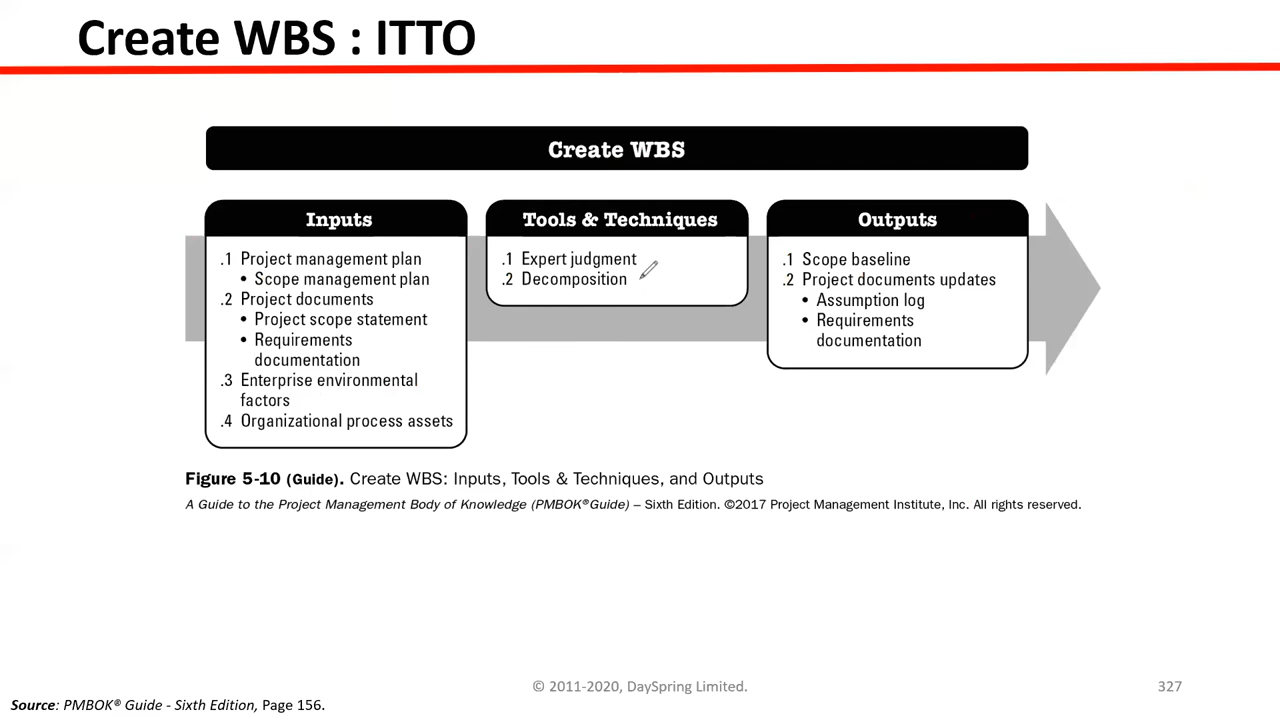 Create WBS : ITTO
Create WBS
Inputs
.1 Project management plan
• Scope management plan
.2 Project documents
• Project scope statement
• Requirements
documentation
.3 Enterprise environmental
factors
.4 Organizational process assets
Tools & Techniques
.1 Expert judgment
.2 Decomposition
Outputs
.1 Scope baseline
.2 Project documents updates
• Assumption log
• Requirements
documentation
Figure 5-10 (Guide). Create WBS: Inputs, Tools & Techniques, and Outputs
A Guide to the Project Management Body of Knowledge (PMBOK®Guide) – Sixth Edition. ©2017 Project Management Institute, Inc. All rights reserved.
© 2011-2020, DaySpring Limited.
327
Source: PMBOK® Guide - Sixth Edition, Page 156.